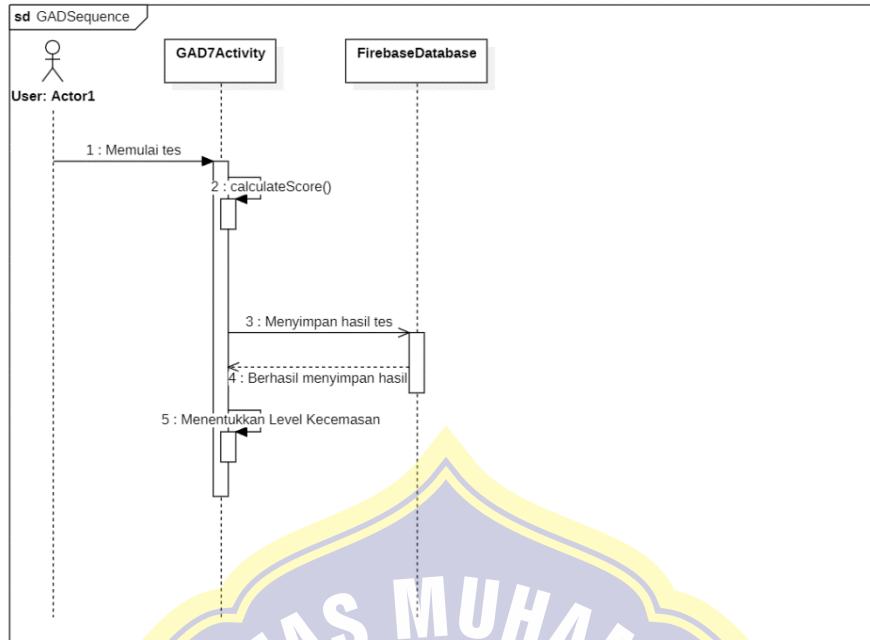 sd GADSequence
GAD7Activity
FirebaseDatabase
User: Actor1
1 : Memulai tes
2 : calculateScore()
3 : Menyimpan hasil tes
4 : Berhasil menyimpan hasil
5 : Menentukkan Level Kecemasan
TAS MUHA